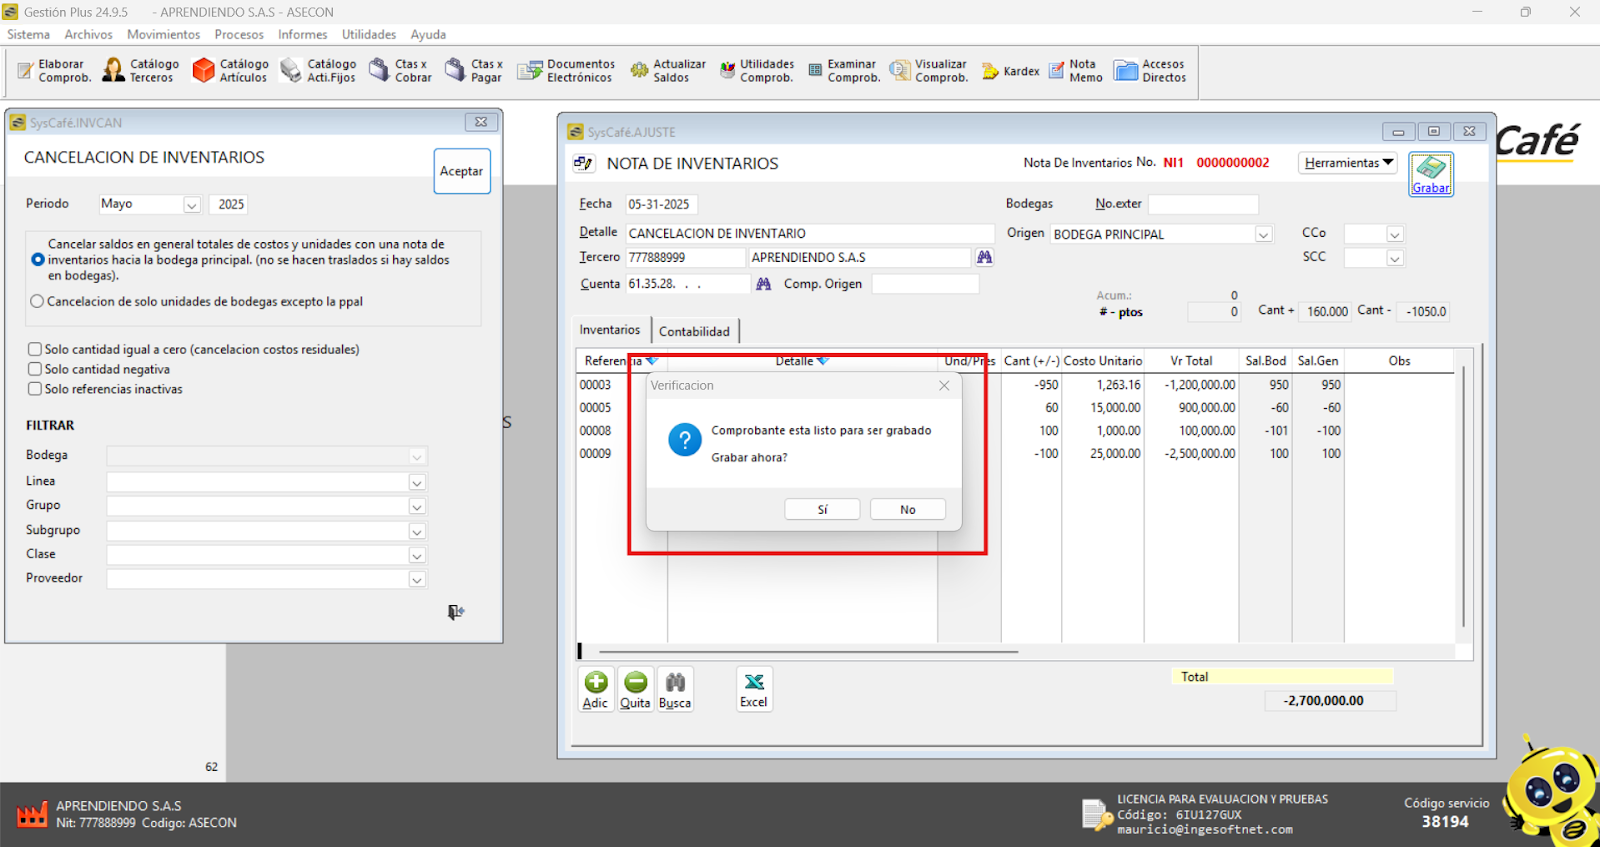 Gestión Plus 24.9.5 - APRENDIENDO S.A.S - ASECON
Sistema Archivos Movimientos Procesos Informes Utilidades Ayuda
Elaborar Comprob.
Catálogo Terceros
Catálogo Artículos
Catálogo Acti.Fijos
Ctas x Cobrar
Ctas x Pagar
Documentos Electrónicos
Actualizar Saldos
Utilidades Comprob.
Examinar Comprob.
Visualizar Comprob.
Kardex
Nota Memo
Accesos Directos
Café
SysCafé.INVCAN
CANCELACION DE INVENTARIOS
Aceptar
Periodo Mayo 2025
Cancelar saldos en general totales de costos y unidades con una nota de
inventarios hacia la bodega principal. (no se hacen traslados si hay saldos
en bodegas).
Cancelacion de solo unidades de bodegas excepto la ppal
Solo cantidad igual a cero (cancelacion costos residuales)
Solo cantidad negativa
Solo referencias inactivas
FILTRAR
Bodega
Linea
Grupo
Subgrupo
Clase
Proveedor
62
S
SysCafé.AJUSTE
NOTA DE INVENTARIOS
Nota De Inventarios No. NI1 0000000002
Herramientas
Grabar
Fecha 05-31-2025
Bodegas No.exter
Detalle CANCELACION DE INVENTARIO
Origen BODEGA PRINCIPAL
CCo
Tercero 777888999 APRENDIENDO S.A.S
SCC
Cuenta 61.35.28. . .
Comp. Origen
Acum.: 0
# - ptos 0
Cant + 160.000 Cant - -1050.0
Inventarios Contabilidad
Referencia Detalle Und/Pres Cant (+/-) Costo Unitario Vr Total Sal.Bod Sal.Gen Obs
00003 -950 1,263.16 -1,200,000.00 950 950
00005 60 15,000.00 900,000.00 -60 -60
00008 100 1,000.00 100,000.00 -101 -100
00009 -100 25,000.00 -2,500,000.00 100 100
Verificacion
Comprobante esta listo para ser grabado
Grabar ahora?
Sí No
Adic Quita Busca Excel
Total
-2,700,000.00
APRENDIENDO S.A.S
Nit: 777888999 Codigo: ASECON
LICENCIA PARA EVALUACION Y PRUEBAS
Código: 6IU127GUX
mauricio@ingesoftnet.com
Código servicio
38194